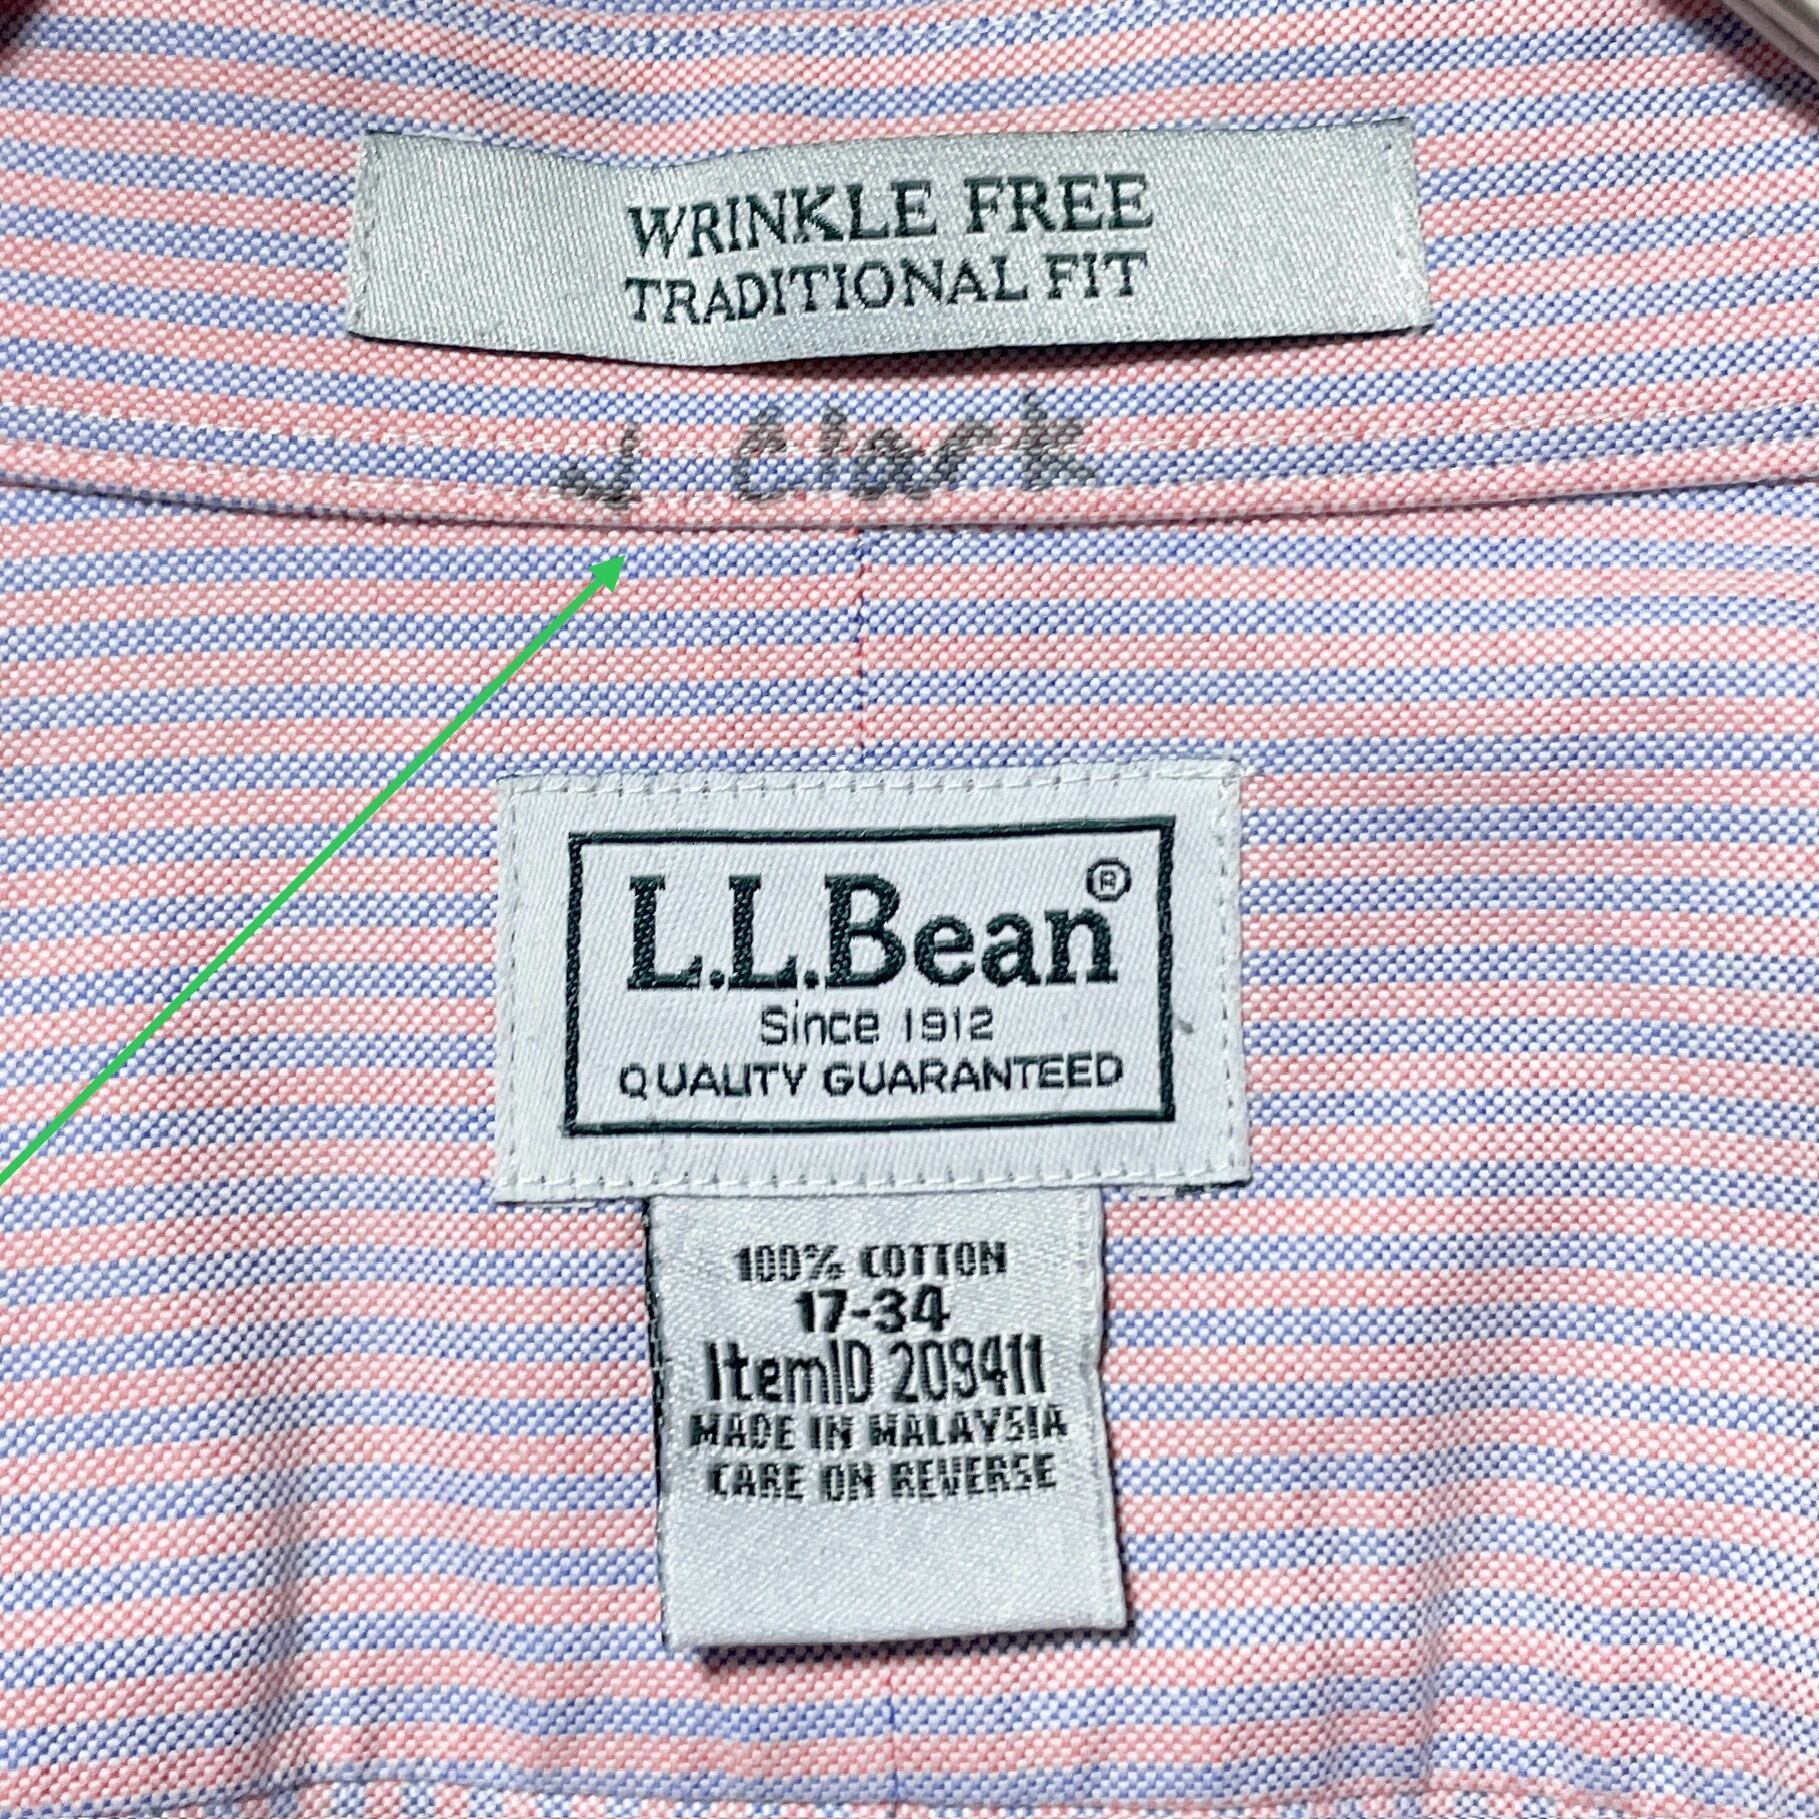 WRINKLE FREE
TRADITIONAL FIT
J Clark
L.L.Bean®
Since 1912
QUALITY GUARANTEED
100% COTTON
17-34
ItemID 209411
MADE IN MALAYSIA
CARE ON REVERSE